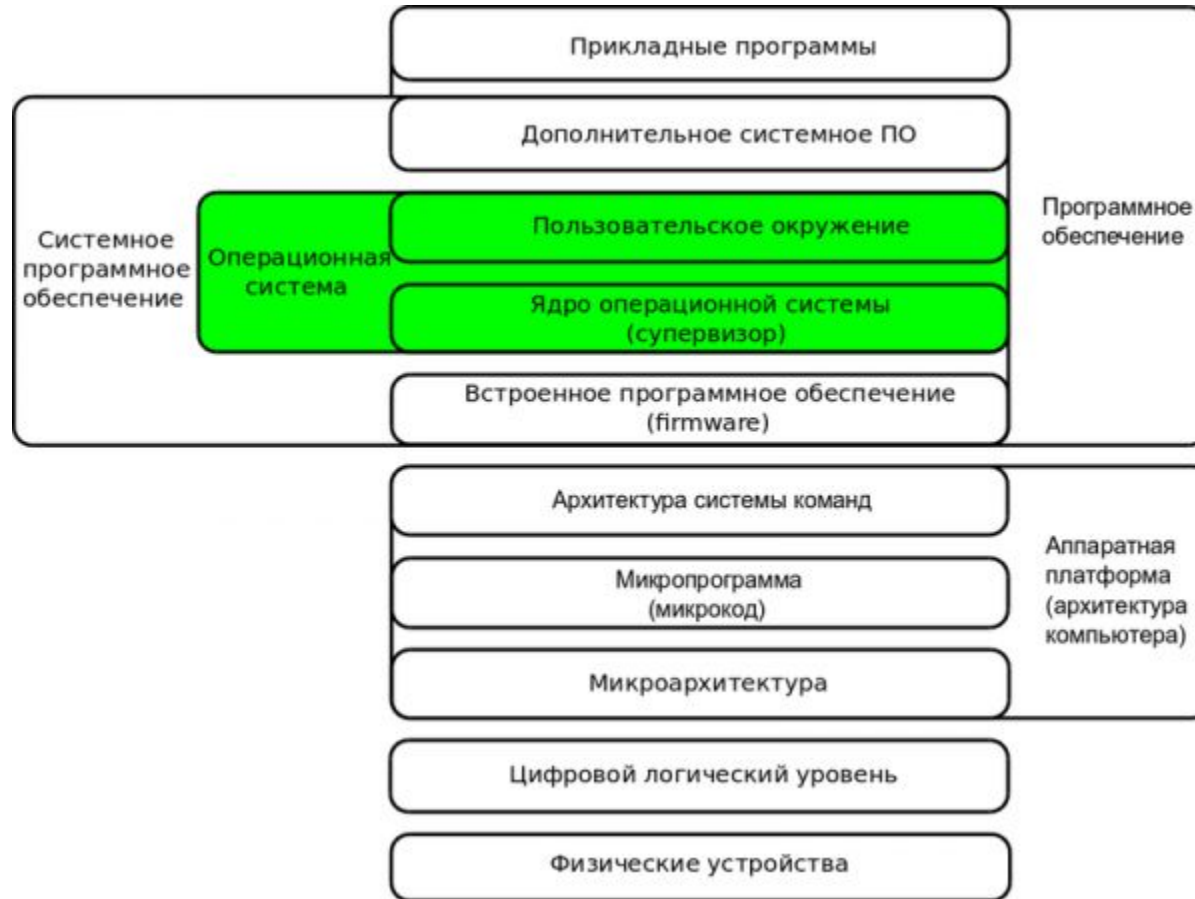 Прикладные программы
Дополнительное системное ПО
Пользовательское окружение
Программное
обеспечение
Системное
программное
обеспечение
Операционная
система
Ядро операционной системы
(супервизор)
Встроенное программное обеспечение
(firmware)
Архитектура системы команд
Микропрограмма
(микрокод)
Аппаратная
платформа
(архитектура
компьютера)
Микроархитектура
Цифровой логический уровень
Физические устройства